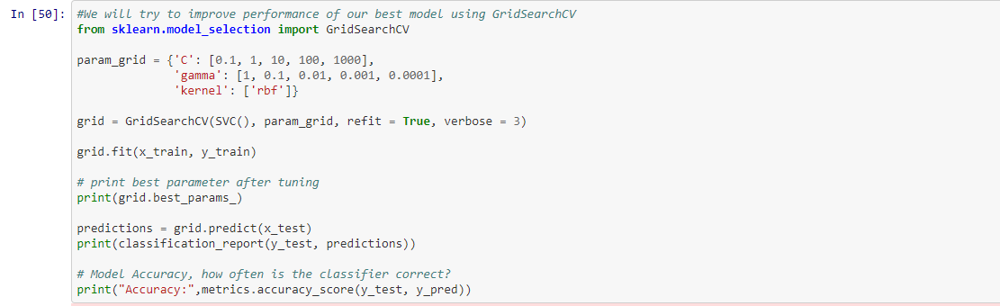 In [50]: #We will try to improve performance of our best model using GridSearchCV
from sklearn.model_selection import GridSearchCV
param_grid = {'C': [0.1, 1, 10, 100, 1000],
'gamma': [1, 0.1, 0.01, 0.001, 0.0001],
'kernel': ['rbf']}
grid = GridSearchCV(SVC(), param_grid, refit = True, verbose = 3)
grid.fit(x_train, y_train)
# print best parameter after tuning
print(grid.best_params_)
predictions = grid.predict(x_test)
print(classification_report(y_test, predictions))
# Model Accuracy, how often is the classifier correct?
print("Accuracy:",metrics.accuracy_score(y_test, y_pred))